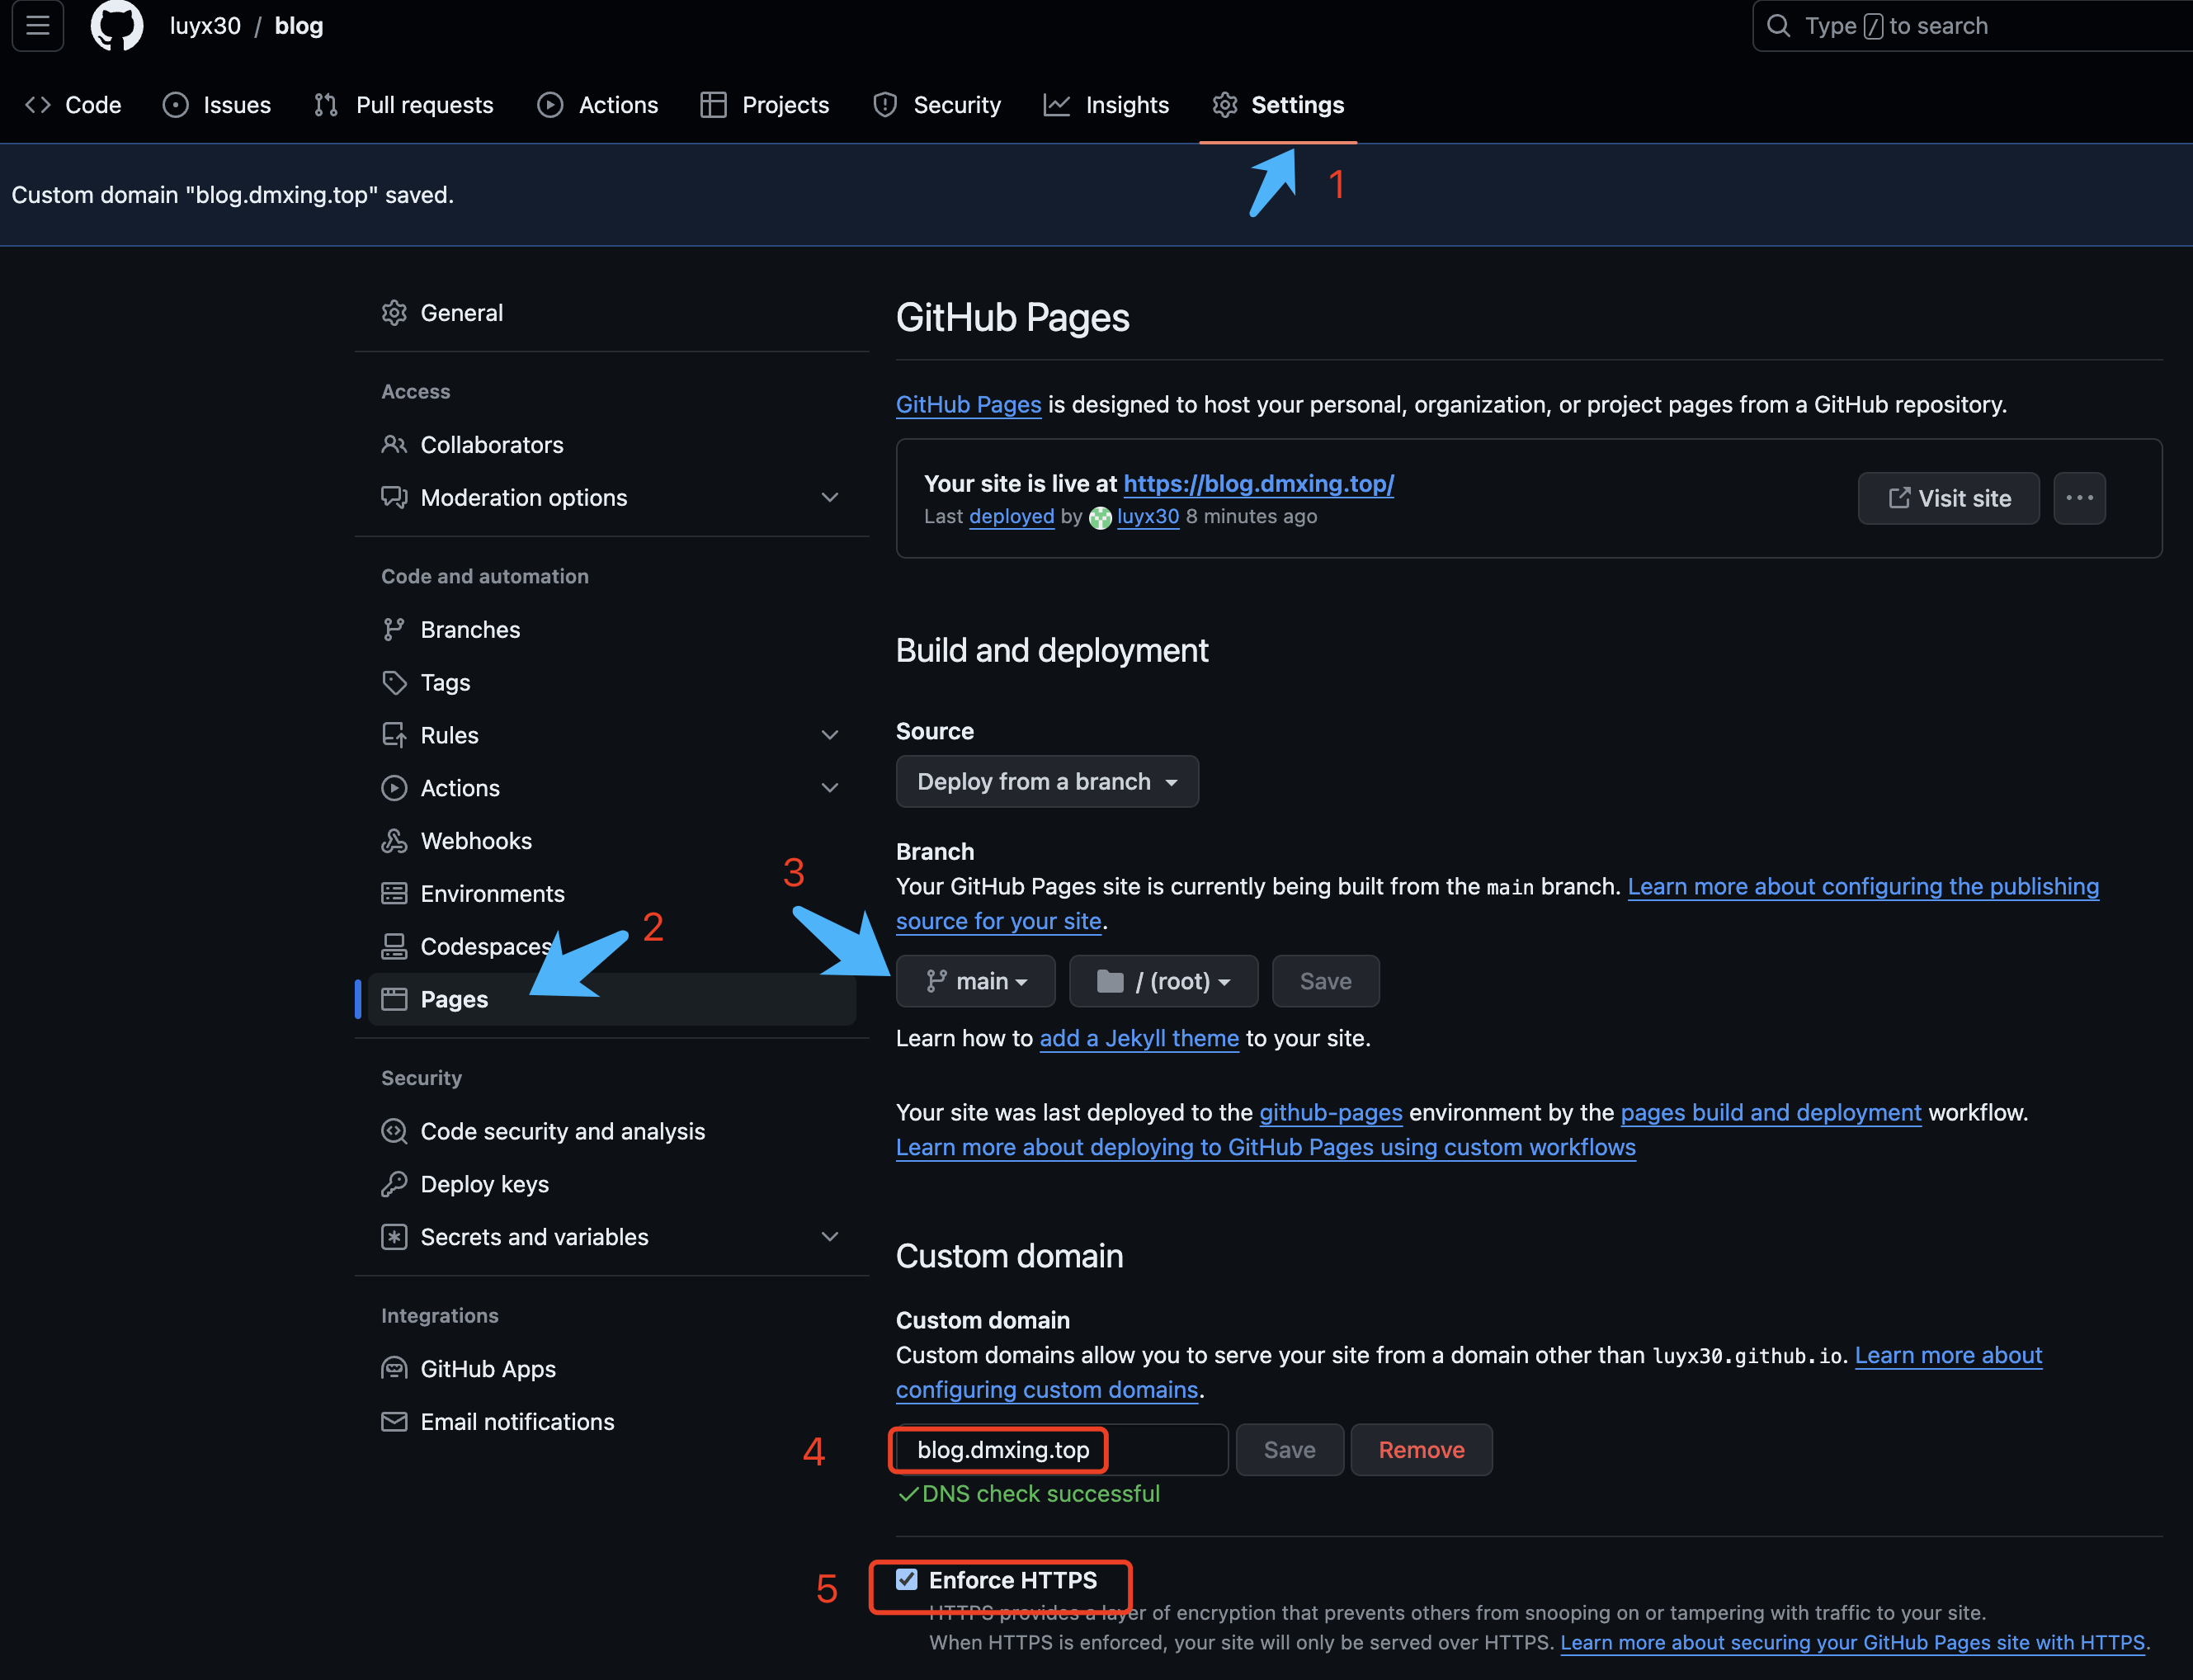 luyx30 / blog
Type / to search
Code Issues Pull requests Actions Projects Security Insights Settings
1
Custom domain "blog.dmxing.top" saved.
General
Access
Collaborators
Moderation options
Code and automation
Branches
Tags
Rules
Actions
Webhooks
Environments
Codespaces
2
Pages
Security
Code security and analysis
Deploy keys
Secrets and variables
Integrations
GitHub Apps
Email notifications
GitHub Pages
GitHub Pages is designed to host your personal, organization, or project pages from a GitHub repository.
Your site is live at https://blog.dmxing.top/
Last deployed by luyx30 8 minutes ago
Visit site
Build and deployment
Source
Deploy from a branch
Branch
3
Your GitHub Pages site is currently being built from the main branch. Learn more about configuring the publishing
source for your site.
main / (root) Save
Learn how to add a Jekyll theme to your site.
Your site was last deployed to the github-pages environment by the pages build and deployment workflow.
Learn more about deploying to GitHub Pages using custom workflows
Custom domain
Custom domain
Custom domains allow you to serve your site from a domain other than luyx30.github.io. Learn more about
configuring custom domains.
4 blog.dmxing.top Save Remove
DNS check successful
5 Enforce HTTPS
HTTPS provides a layer of encryption that prevents others from snooping on or tampering with traffic to your site.
When HTTPS is enforced, your site will only be served over HTTPS. Learn more about securing your GitHub Pages site with HTTPS.